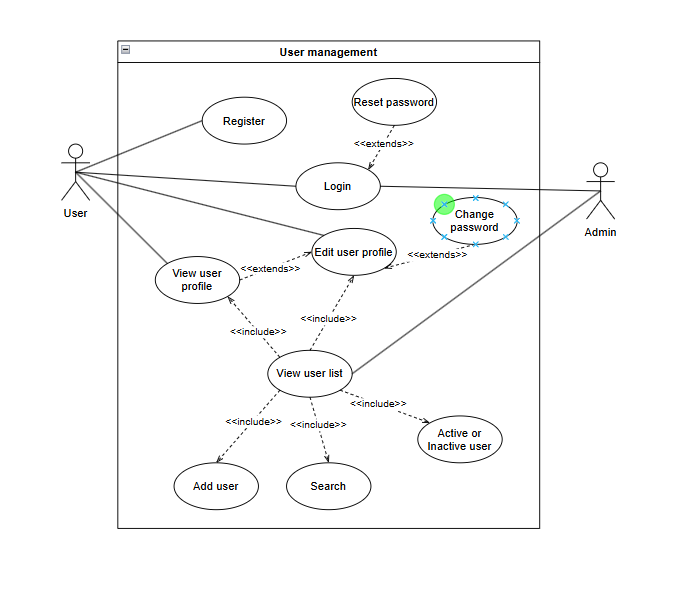 User management
Reset password
Register
<<extends>>
Login
User
Change
password
Admin
Edit user profile
<<extends>>
<<extends>>
View user
profile
<<include>>
<<include>>
View user list
<<include>>
<<include>>
<<include>>
Active or
Inactive user
Add user
Search